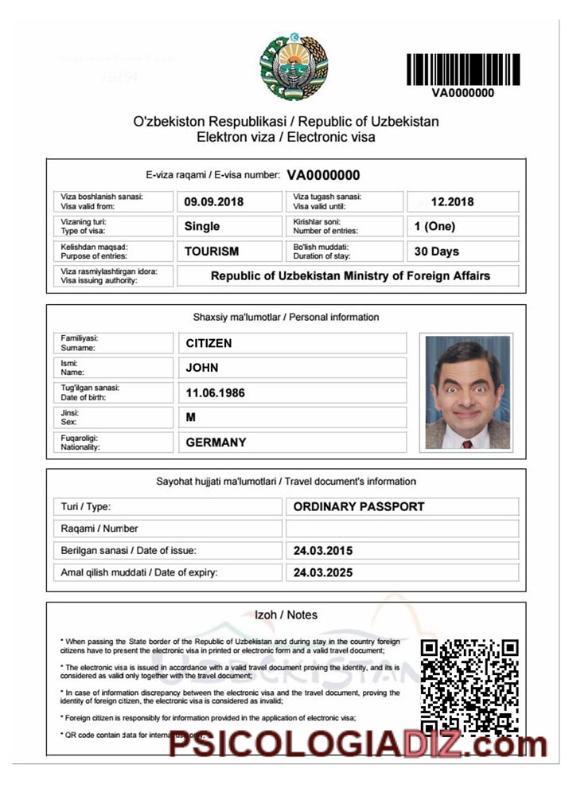 VA0000000
O'zbekiston Respublikasi / Republic of Uzbekistan
Elektron viza / Electronic visa
E-viza raqami / E-visa number: VA0000000
Viza boshlanish sanasi:
Visa valid from:
09.09.2018
Viza tugash sanasi:
Visa valid until:
12.2018
Vizaning turi:
Type of visa:
Single
Kirishlar soni:
Number of entries:
1 (One)
Kelishdan maqsad:
Purpose of entries:
TOURISM
Bo'lish muddati:
Duration of stay:
30 Days
Viza rasmiylashtirgan idora:
Visa issuing authority:
Republic of Uzbekistan Ministry of Foreign Affairs
Shaxsiy ma'lumotlar / Personal information
Familiyasi:
Surname:
CITIZEN
Ismi:
Name:
JOHN
Tug'ilgan sanasi:
Date of birth:
11.06.1986
Jinsi:
Sex:
M
Fuqaroligi:
Nationality:
GERMANY
Sayohat hujjati ma'lumotlari / Travel document's information
Turi / Type:
ORDINARY PASSPORT
Raqami / Number
Berilgan sanasi / Date of issue:
24.03.2015
Amal qilish muddati / Date of expiry:
24.03.2025
Izoh / Notes
UZBEKISTAN
* When passing the State border of the Republic of Uzbekistan and during stay in the country foreign
citizens have to present the electronic visa in printed or electronic form and a valid travel document;
* The electronic visa is issued in accordance with a valid travel document proving the identity, and its is
considered as valid only together with the travel document;
* In case of information discrepancy between the electronic visa and the travel document, proving the
identity of foreign citizen, the electronic visa is considered as invalid;
* Foreign citizen is responsibly for information provided in the application of electronic visa;
* QR code contain data for internal use only.
PSICOLOGIADIZ.com